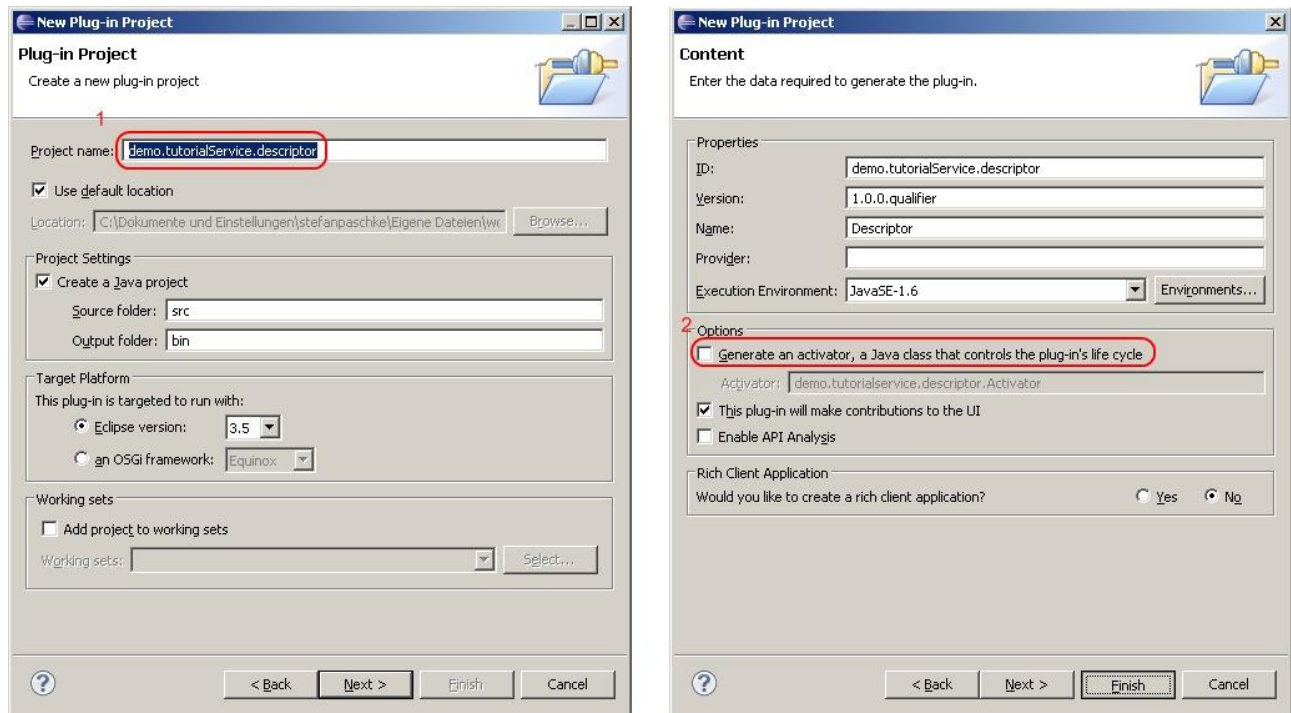 New Plug-in Project
Plug-in Project
Create a new plug-in project
1
Project name: demo.tutorialService.descriptor
Use default location
Location: C:\Dokumente und Einstellungen\stefanpaschke\Eigene Dateien\wo Browse...
Project Settings
Create a Java project
Source folder: src
Output folder: bin
Target Platform
This plug-in is targeted to run with:
Eclipse version: 3.5
an OSGi framework: Equinox
Working sets
Add project to working sets
Working sets: Select...
? < Back Next > Finish Cancel
New Plug-in Project
Content
Enter the data required to generate the plug-in.
Properties
ID: demo.tutorialService.descriptor
Version: 1.0.0.qualifier
Name: Descriptor
Provider:
Execution Environment: JavaSE-1.6 Environments...
2
Options
Generate an activator, a Java class that controls the plug-in's life cycle
Activator: demo.tutorialservice.descriptor.Activator
This plug-in will make contributions to the UI
Enable API Analysis
Rich Client Application
Would you like to create a rich client application? Yes No
? < Back Next > Finish Cancel